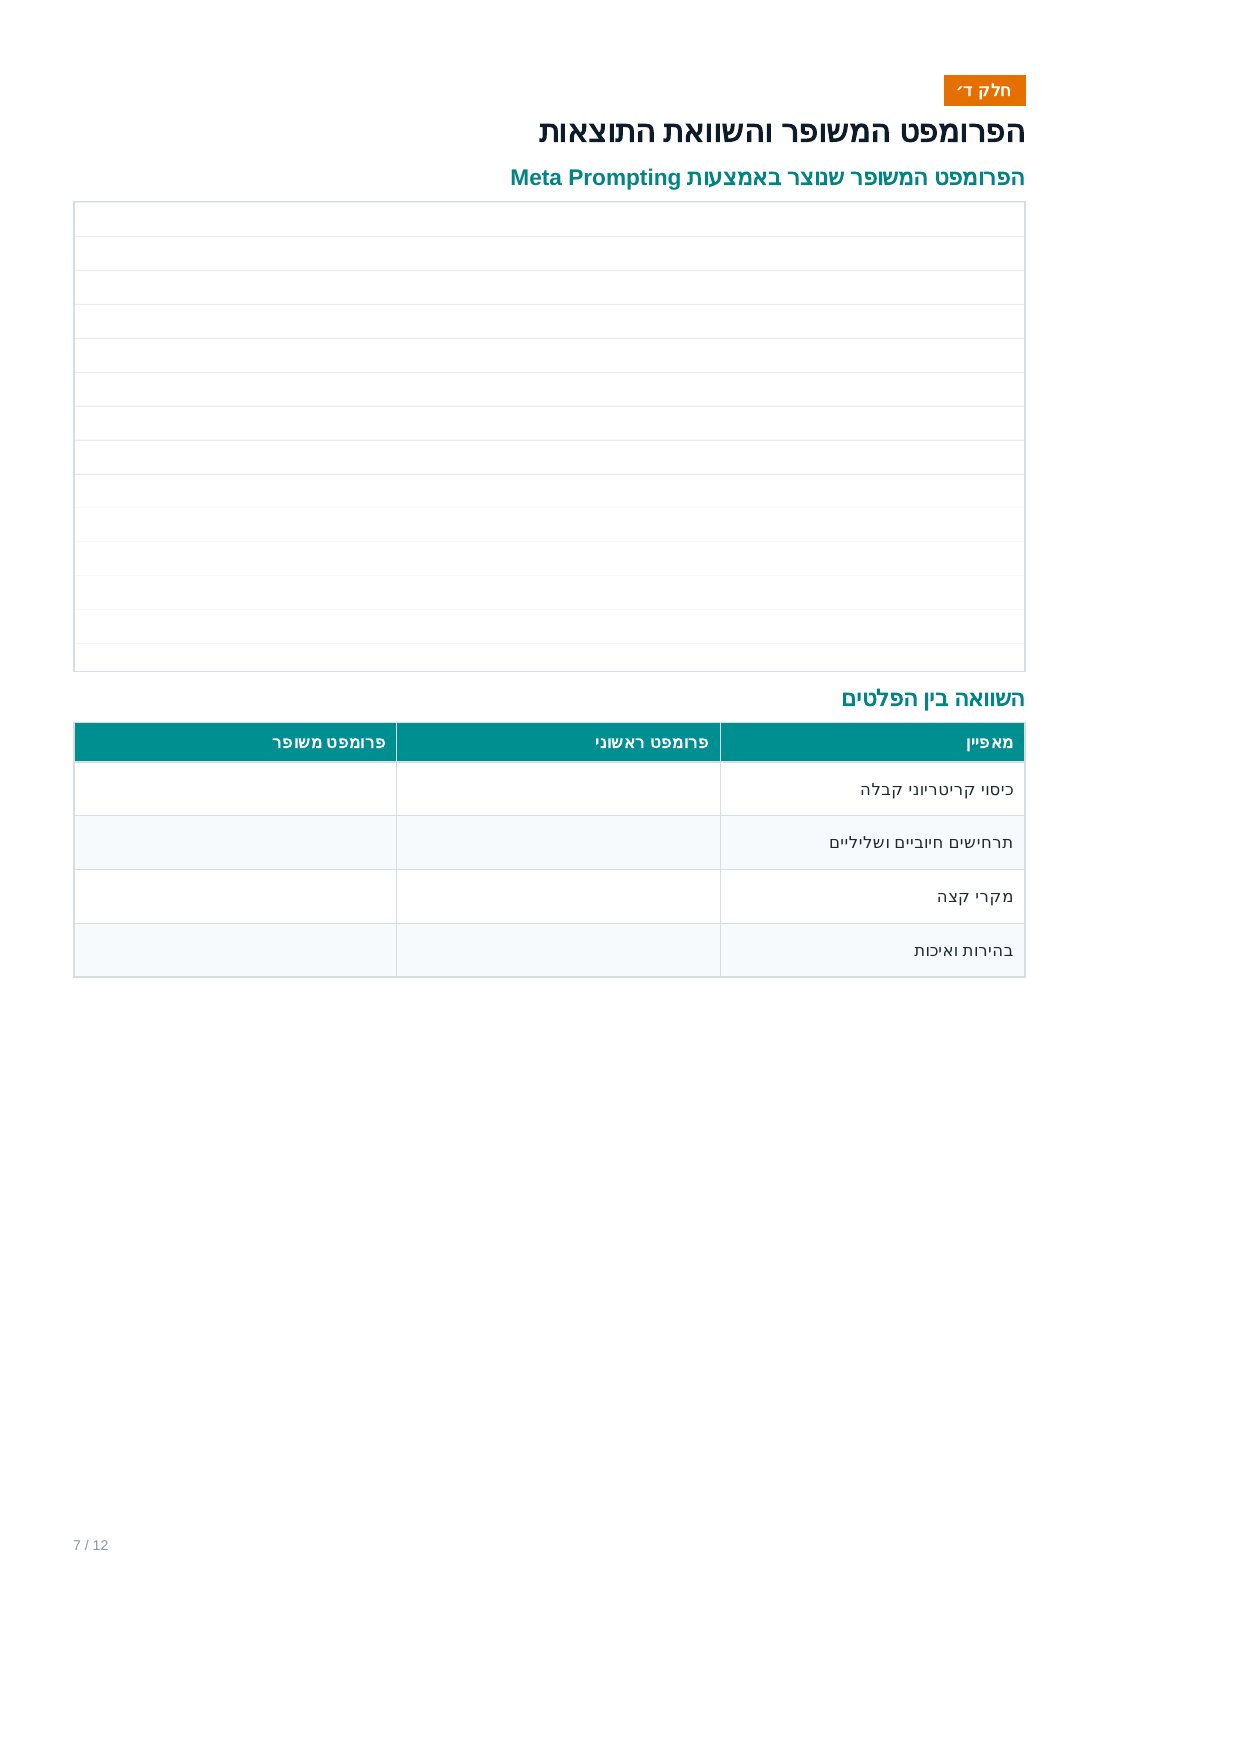 חלק ד׳
הפרומפט המשופר והשוואת התוצאות
הפרומפט המשופר שנוצר באמצעות Meta Prompting
השוואה בין הפלטים
מאפיין פרומפט ראשוני פרומפט משופר
כיסוי קריטריוני קבלה
תרחישים חיוביים ושליליים
מקרי קצה
בהירות ואיכות
7 / 12